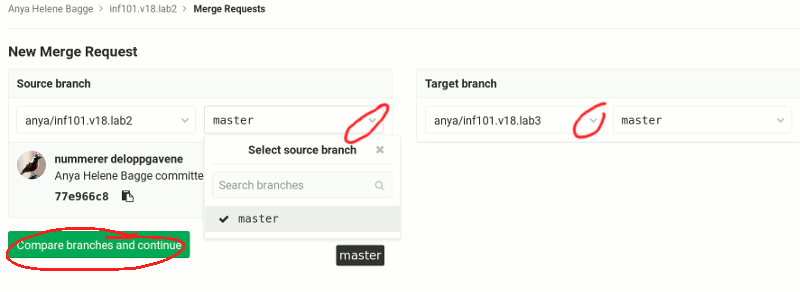 Anya Helene Bagge > inf101.v18.lab2 > Merge Requests
New Merge Request
Source branch
Target branch
anya/inf101.v18.lab2
master
anya/inf101.v18.lab3
master
Select source branch
nummerer deloppgavene
Anya Helene Bagge committe
77e966c8
Search branches
master
Compare branches and continue
master